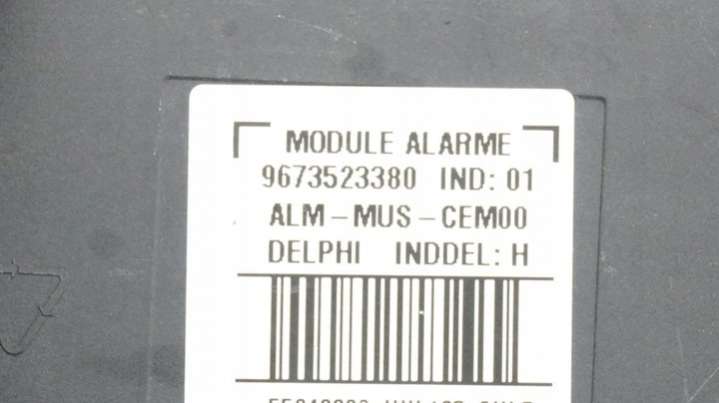 MODULE ALARME
9673523380 IND: 01
ALM-MUS-CEM00
DELPHI INDDEL: H